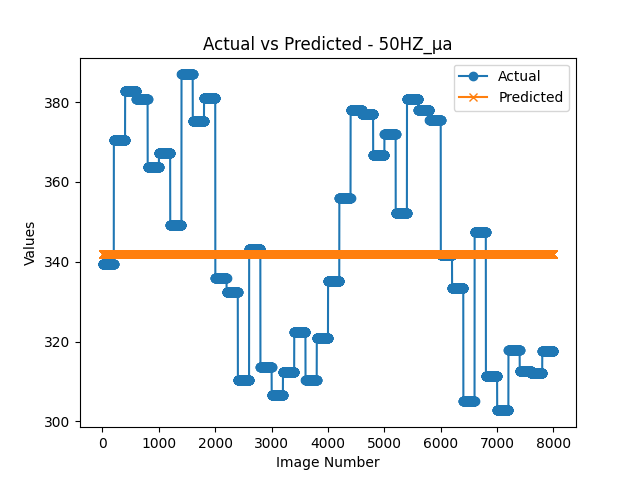 Actual vs Predicted - 50HZ_μa
Actual
Predicted
Values
380
360
340
320
300
0 1000 2000 3000 4000 5000 6000 7000 8000
Image Number